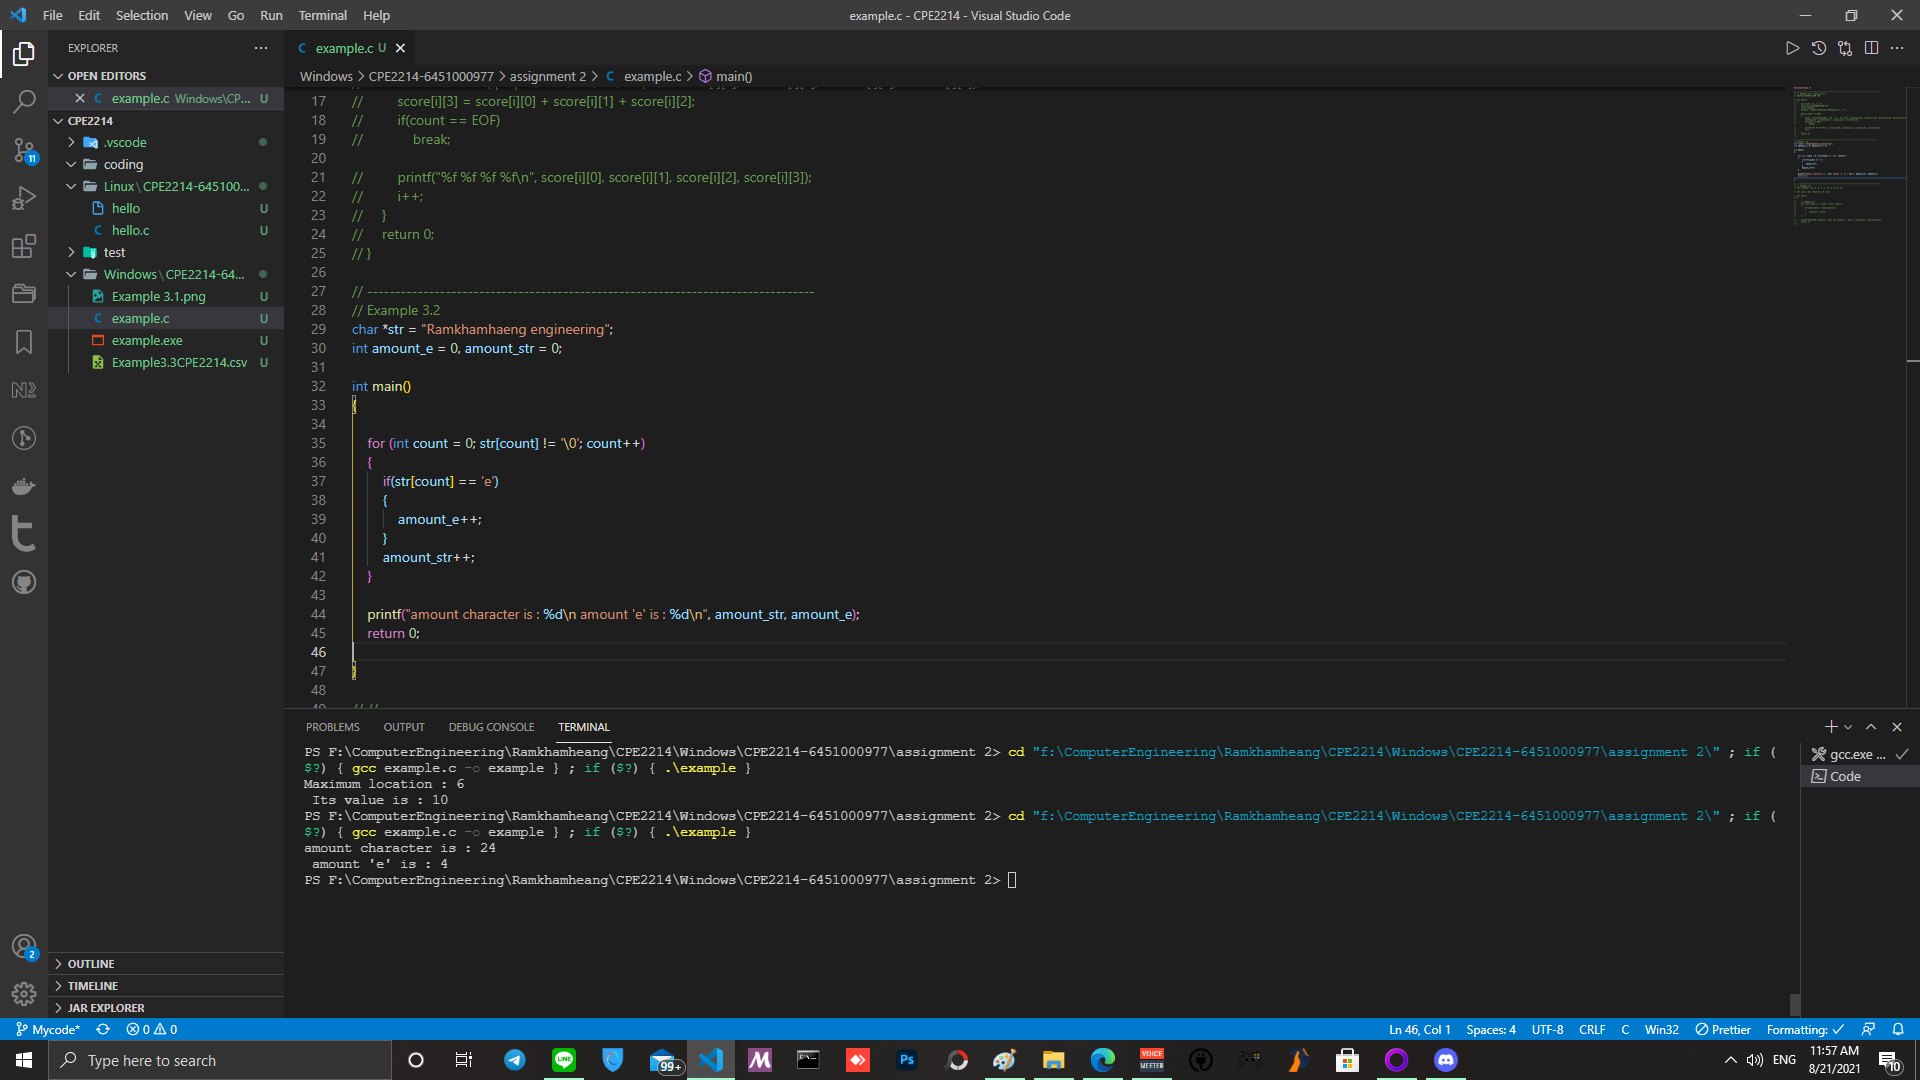 File Edit Selection View Go Run Terminal Help
example.c - CPE2214 - Visual Studio Code
EXPLORER
OPEN EDITORS
example.c Windows\CP... U
CPE2214
.vscode
coding
Linux\CPE2214-645100...
hello U
hello.c U
test
Windows\CPE2214-64...
Example 3.1.png U
example.c U
example.exe U
Example3.3CPE2214.csv U
OUTLINE
TIMELINE
JAR EXPLORER
11
2
C example.c U
Windows > CPE2214-6451000977 > assignment 2 > C example.c > main()
17 // score[i][3] = score[i][0] + score[i][1] + score[i][2];
18 // if(count == EOF)
19 // break;
20
21 // printf("%f %f %f %f\n", score[i][0], score[i][1], score[i][2], score[i][3]);
22 // i++;
23 // }
24 // return 0;
25 // }
26
27 // --------------------------------------------------------------------------------
28 // Example 3.2
29 char *str = "Ramkhamhaeng engineering";
30 int amount_e = 0, amount_str = 0;
31
32 int main()
33 {
34
35 for (int count = 0; str[count] != '\0'; count++)
36 {
37 if(str[count] == 'e')
38 {
39 amount_e++;
40 }
41 amount_str++;
42 }
43
44 printf("amount character is : %d\n amount 'e' is : %d\n", amount_str, amount_e);
45 return 0;
46
47 }
48
PROBLEMS OUTPUT DEBUG CONSOLE TERMINAL
PS F:\ComputerEngineering\Ramkhamheang\CPE2214\Windows\CPE2214-6451000977\assignment 2> cd "f:\ComputerEngineering\Ramkhamheang\CPE2214\Windows\CPE2214-6451000977\assignment 2\" ; if (
$?) { gcc example.c -o example } ; if ($?) { .\example }
Maximum location : 6
Its value is : 10
PS F:\ComputerEngineering\Ramkhamheang\CPE2214\Windows\CPE2214-6451000977\assignment 2> cd "f:\ComputerEngineering\Ramkhamheang\CPE2214\Windows\CPE2214-6451000977\assignment 2\" ; if (
$?) { gcc example.c -o example } ; if ($?) { .\example }
amount character is : 24
amount 'e' is : 4
PS F:\ComputerEngineering\Ramkhamheang\CPE2214\Windows\CPE2214-6451000977\assignment 2>
gcc.exe ...
Code
Mycode* 0 0
Ln 46, Col 1 Spaces: 4 UTF-8 CRLF C Win32 Prettier Formatting:
Type here to search
LINE
99+
Ps
VOICE
MEETER
ENG
11:57 AM
8/21/2021
10